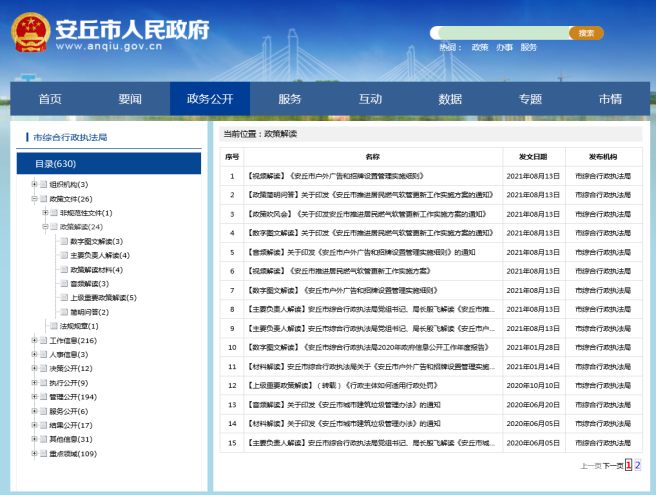 安丘市人民政府
www.anqiu.gov.cn
搜索
热词： 政策 办事 服务
首页 要闻 政务公开 服务 互动 数据 专题 市情
市综合行政执法局
目录(630)
组织机构(3)
政策文件(26)
非规范性文件(1)
政策解读(24)
数字图文解读(3)
主要负责人解读(4)
政策解读材料(4)
音频解读(3)
上级重要政策解读(5)
简明问答(2)
法规规章(1)
工作信息(216)
人事信息(3)
决策公开(12)
执行公开(9)
管理公开(194)
服务公开(6)
结果公开(17)
其他信息(31)
重点领域(109)
当前位置：政策解读
序号 名称 发文日期 发布机构
1 【视频解读】《安丘市户外广告和招牌设置管理实施细则》 2021年08月13日 市综合行政执法局
2 【政策简明问答】关于印发《安丘市推进居民燃气软管更新工作实施方案的通知》 2021年08月13日 市综合行政执法局
3 【政策吹风会】《关于印发安丘市推进居民燃气软管更新工作实施方案的通知》 2021年08月13日 市综合行政执法局
4 【数字图文解读】关于印发《安丘市推进居民燃气软管更新工作实施方案的通知》 2021年08月13日 市综合行政执法局
5 【音频解读】关于印发《安丘市户外广告和招牌设置管理实施细则》的通知 2021年08月13日 市综合行政执法局
6 【视频解读】《安丘市推进居民燃气软管更新工作实施方案》 2021年08月13日 市综合行政执法局
7 【数字图文解读】《安丘市户外广告和招牌设置管理实施细则》 2021年08月13日 市综合行政执法局
8 【主要负责人解读】安丘市综合行政执法局党组书记、局长殷飞解读《安丘市推... 2021年08月13日 市综合行政执法局
9 【主要负责人解读】安丘市综合行政执法局党组书记、局长殷飞解读《安丘市户... 2021年08月13日 市综合行政执法局
10 【数字图文解读】《安丘市综合行政执法局2020年政府信息公开工作年度报告》 2021年01月28日 市综合行政执法局
11 【材料解读】安丘市综合行政执法局关于《安丘市户外广告和招牌设置管理实施... 2021年01月14日 市综合行政执法局
12 【上级重要政策解读】（转载）《行政主体如何适用行政处罚》 2020年10月10日 市综合行政执法局
13 【音频解读】关于印发《安丘市城市建筑垃圾管理办法》的通知 2020年06月20日 市综合行政执法局
14 【材料解读】关于印发《安丘市城市建筑垃圾管理办法》的通知 2020年06月05日 市综合行政执法局
15 【主要负责人解读】安丘市综合行政执法局党组书记、局长殷飞解读《安丘市城... 2020年06月05日 市综合行政执法局
上一页 下一页 1 2